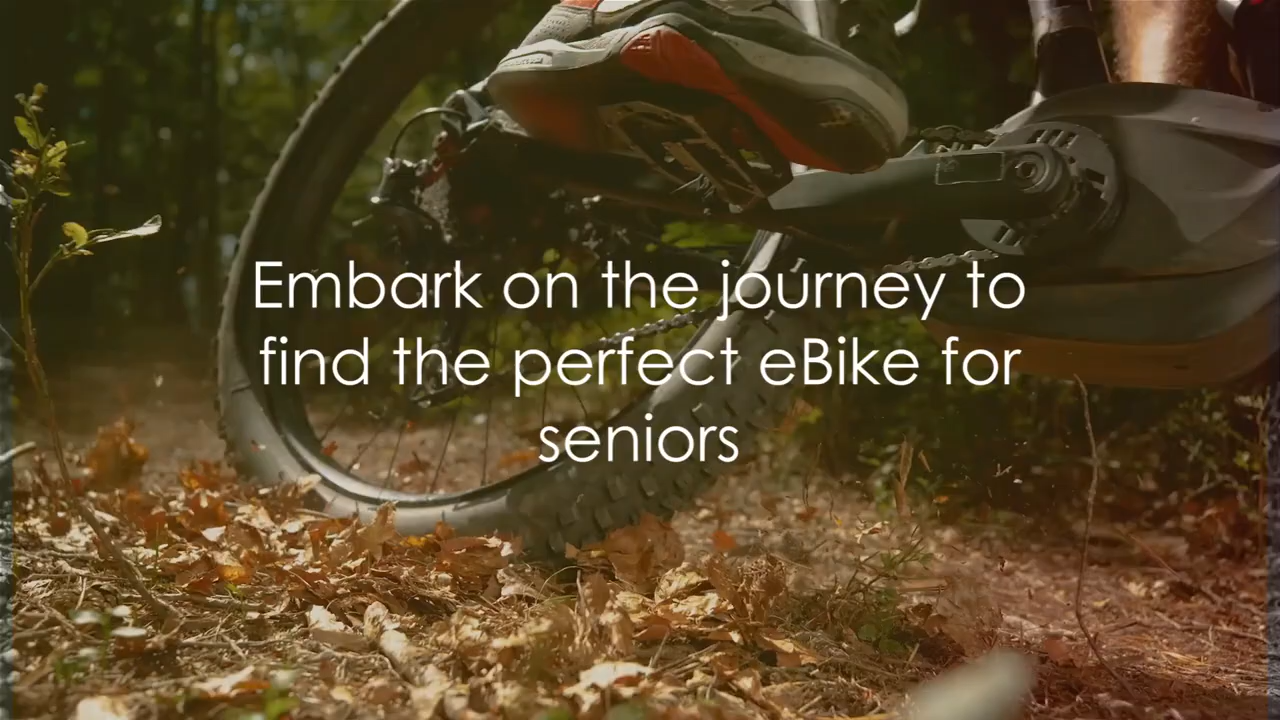 Embark on the journey to
find the perfect eBike for
seniors